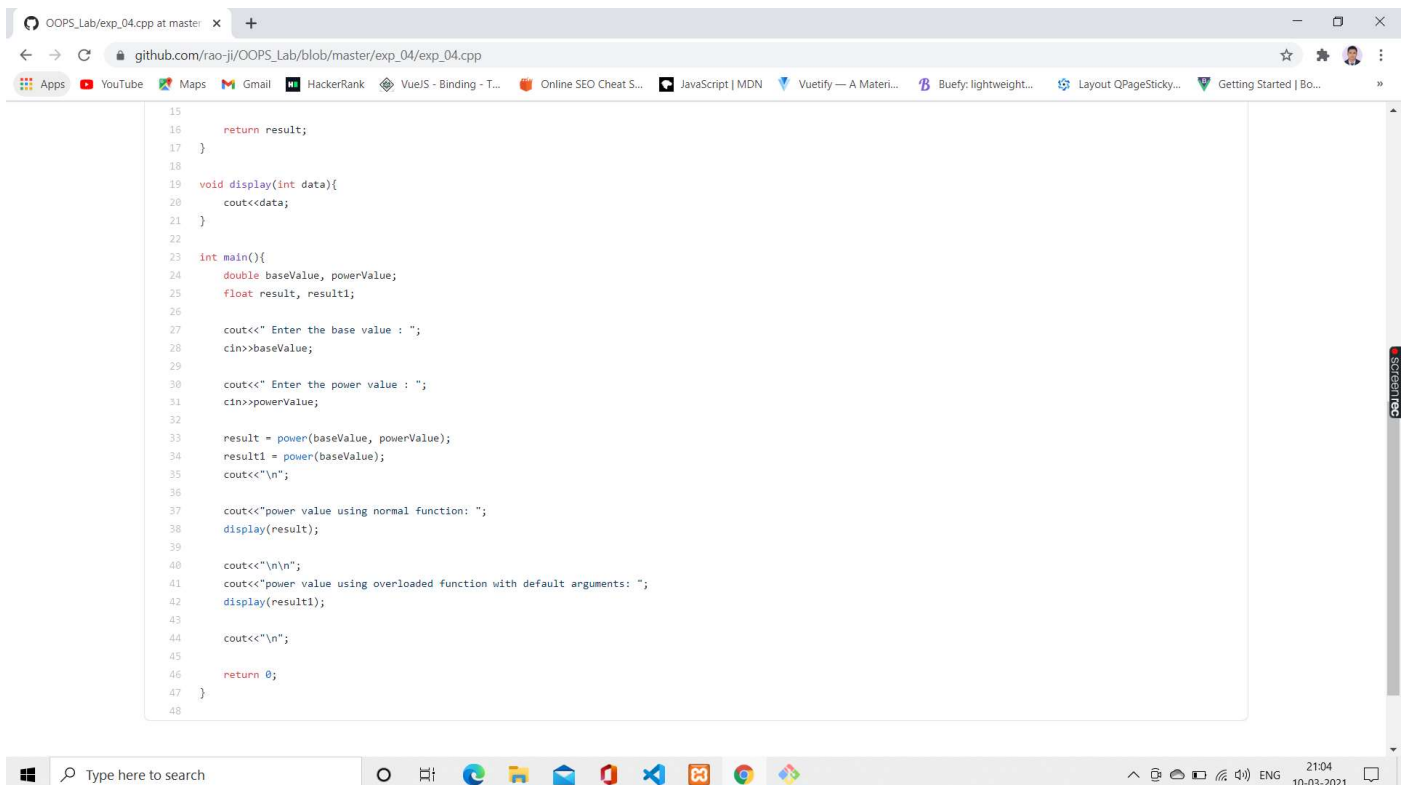 OOPS_Lab/exp_04.cpp at master
github.com/rao-ji/OOPS_Lab/blob/master/exp_04/exp_04.cpp
Apps YouTube Maps Gmail HackerRank VueJS - Binding - T... Online SEO Cheat S... JavaScript | MDN Vuetify — A Materi... Buefy: lightweight... Layout QPageSticky... Getting Started | Bo... »
15
16 return result;
17 }
18
19 void display(int data){
20 cout<<data;
21 }
22
23 int main(){
24 double baseValue, powerValue;
25 float result, result1;
26
27 cout<<" Enter the base value : ";
28 cin>>baseValue;
29
30 cout<<" Enter the power value : ";
31 cin>>powerValue;
32
33 result = power(baseValue, powerValue);
34 result1 = power(baseValue);
35 cout<<"\n";
36
37 cout<<"power value using normal function: ";
38 display(result);
39
40 cout<<"\n\n";
41 cout<<"power value using overloaded function with default arguments: ";
42 display(result1);
43
44 cout<<"\n";
45
46 return 0;
47 }
48
screenrec
Type here to search
ENG
21:04
10-03-2021